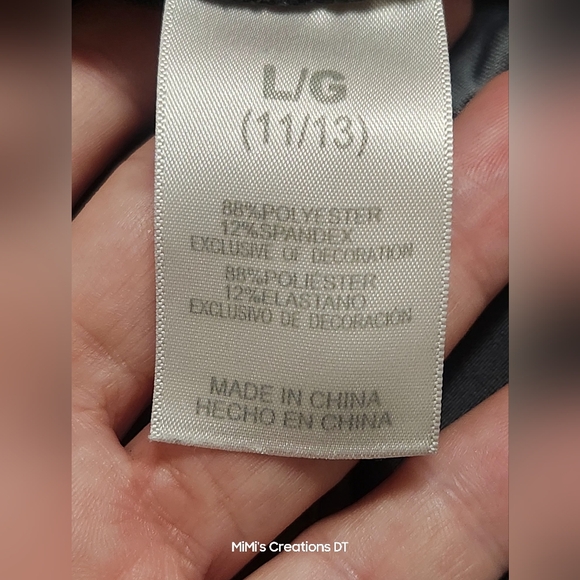 L/G
(11/13)
88%POLYESTER
12%SPANDEX
EXCLUSIVE OF DECORATION
88%POLIESTER
12%ELASTANO
EXCLUSIVO DE DECORACIÓN
MADE IN CHINA
HECHO EN CHINA
MiMi's Creations DT